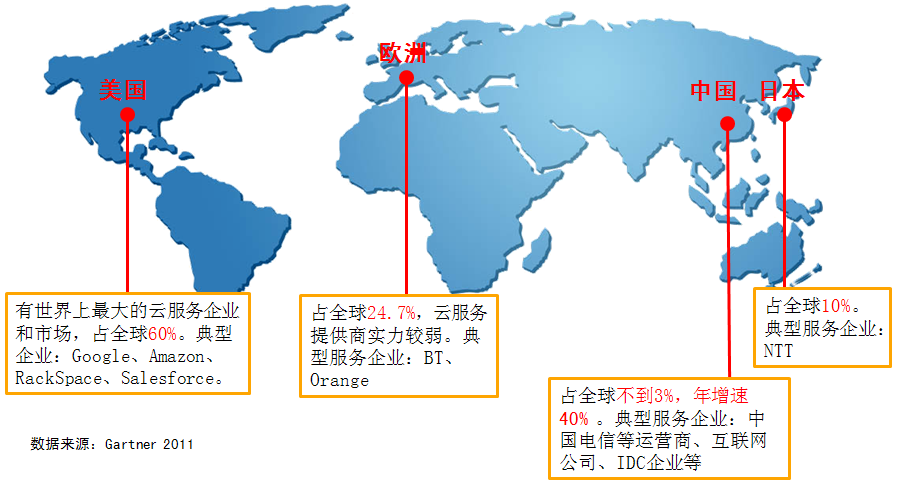 欧洲
美国
中国
日本
有世界上最大的云服务企业
和市场，占全球60%。典型
企业：Google、Amazon、
RackSpace、Salesforce。
占全球24.7%，云服务
提供商实力较弱。典
型服务企业：BT、
Orange
占全球10%。
典型服务企业：
NTT
占全球不到3%，年增速
40% 。典型服务企业：中
国电信等运营商、互联网
公司、IDC企业等
数据来源：Gartner 2011